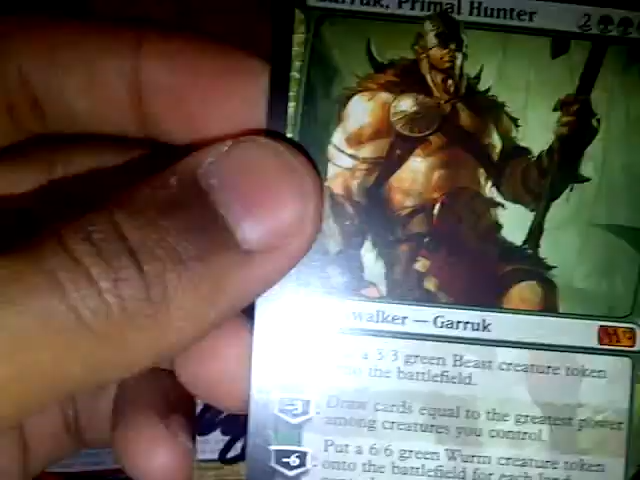 Garruk, Primal Hunter 2
walker — Garruk
a 3/3 green Beast creature token
onto the battlefield.
Draw cards equal to the greatest power
among creatures you control.
-6 Put a 6/6 green Wurm creature token
onto the battlefield for each land